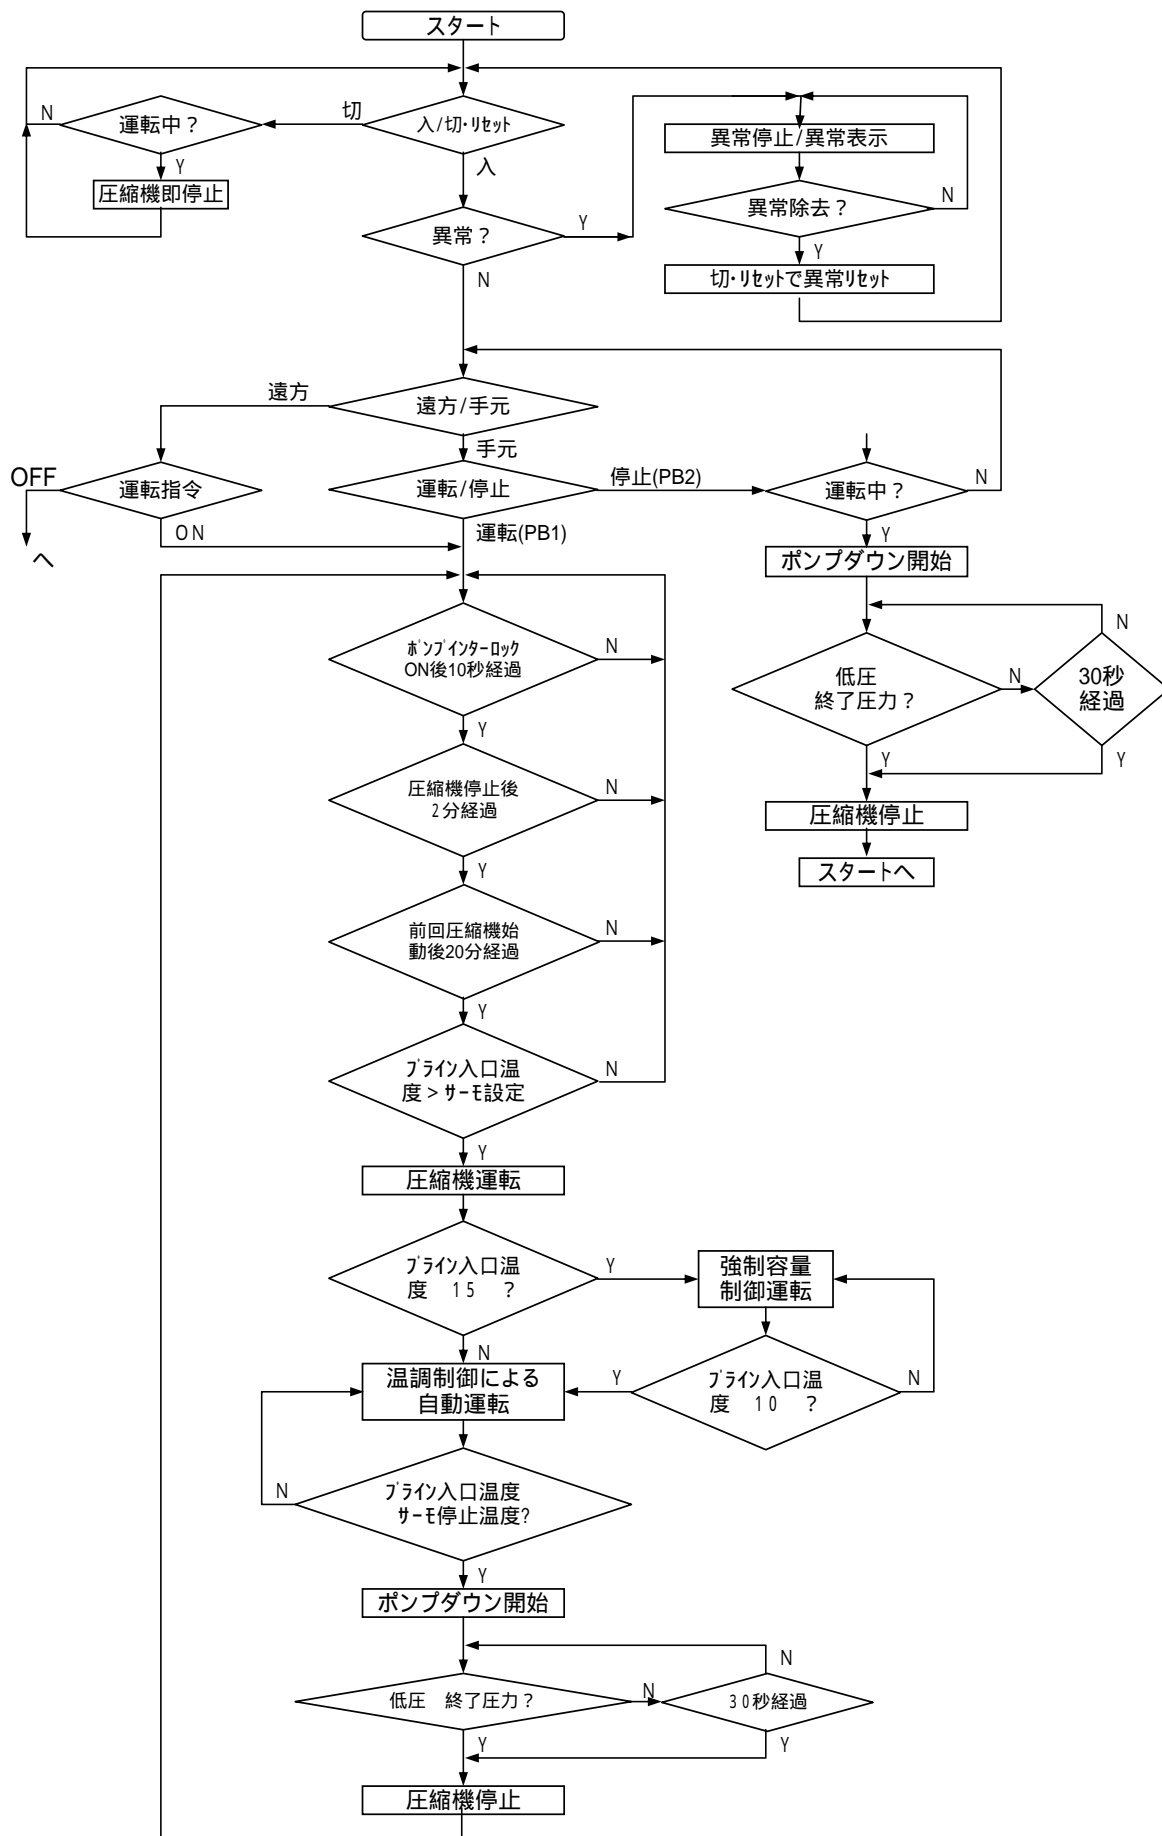 スタート
入/切・ﾘｾｯﾄ
切
入
運転中？
N
Y
圧縮機即停止
異常？
Y
N
異常停止/異常表示
異常除去？
N
Y
切・ﾘｾｯﾄで異常ﾘｾｯﾄ
遠方
遠方/手元
手元
OFF
運転指令
ON
へ
運転/停止
停止(PB2)
運転(PB1)
運転中？
N
Y
ポンプダウン開始
低圧
終了圧力？
N
Y
30秒
経過
N
Y
圧縮機停止
スタートへ
ﾎﾟﾝﾌﾟｲﾝﾀｰﾛｯｸ
ON後10秒経過
N
Y
圧縮機停止後
2分経過
N
Y
前回圧縮機始
動後20分経過
N
Y
ﾌﾞﾗｲﾝ入口温
度＞ｻｰﾓ設定
N
Y
圧縮機運転
ﾌﾞﾗｲﾝ入口温
度　15　？
Y
N
強制容量
制御運転
ﾌﾞﾗｲﾝ入口温
度　10　？
Y
N
温調制御による
自動運転
ﾌﾞﾗｲﾝ入口温度
ｻｰﾓ停止温度?
N
Y
ポンプダウン開始
低圧　終了圧力？
N
Y
30秒経過
N
Y
圧縮機停止